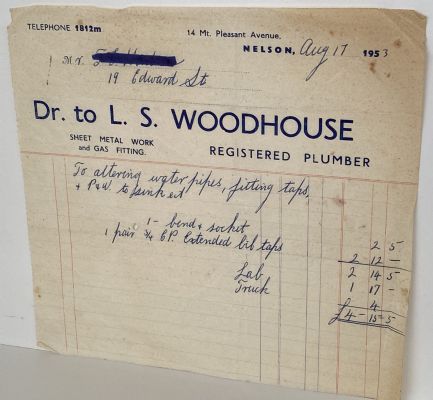 TELEPHONE 1812m
14 Mt. Pleasant Avenue,
NELSON, Aug 17 1953
Mr.
19 Edward St
Dr. to L. S. WOODHOUSE
SHEET METAL WORK and GAS FITTING.
REGISTERED PLUMBER
To altering water pipes, fitting taps,
to sink etc
1 - bend & socket 2 5
1 pair 3/4 C.P. Extended bib taps 2 12 -
2 14 5
Lab 1 17 -
Truck 4
£4 - 15 - 5